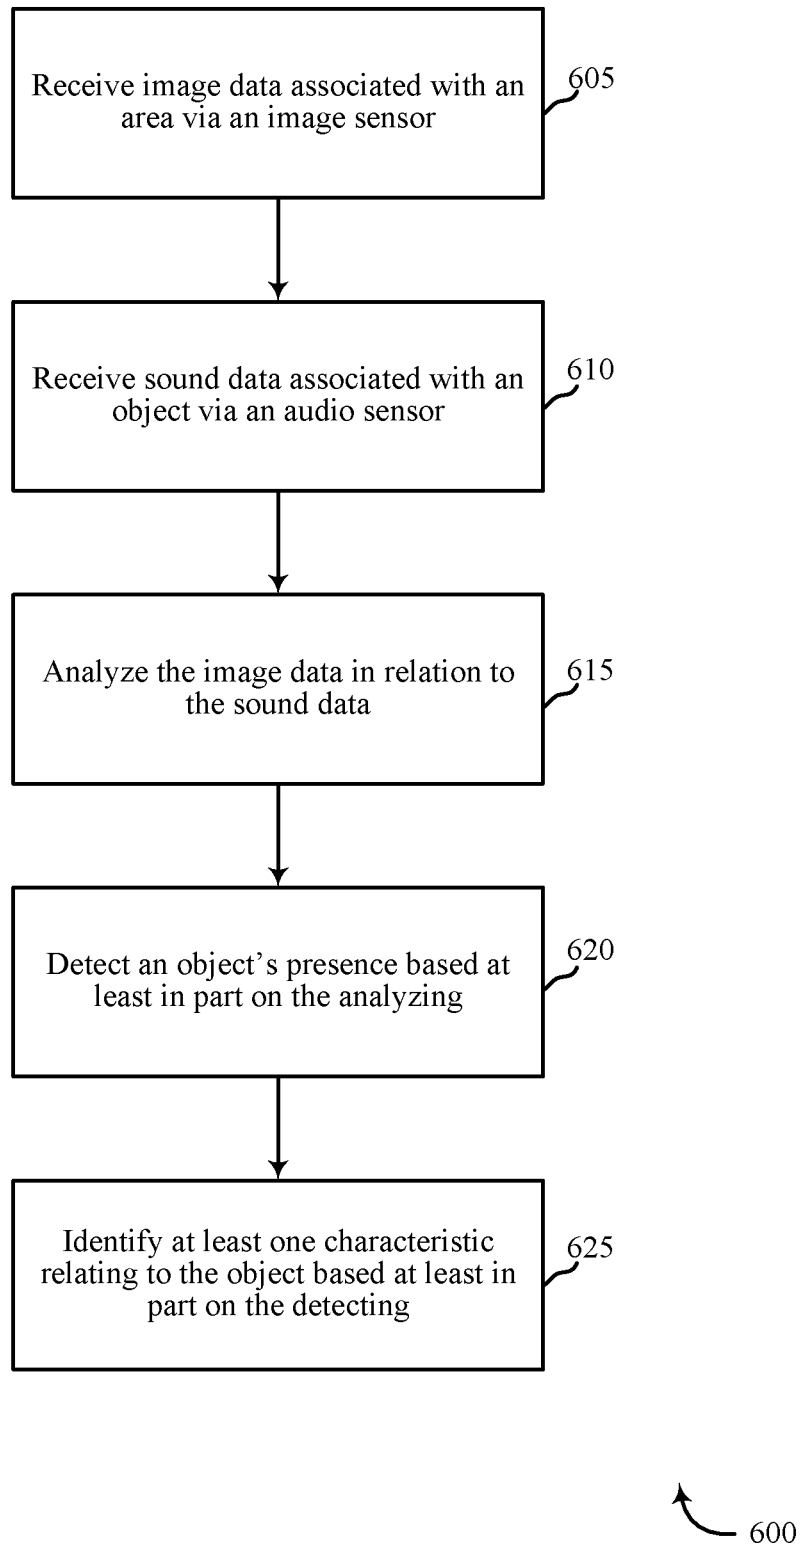 Receive image data associated with an
area via an image sensor
605
Receive sound data associated with an
object via an audio sensor
610
Analyze the image data in relation to
the sound data
615
Detect an object’s presence based at
least in part on the analyzing
620
Identify at least one characteristic
relating to the object based at least in
part on the detecting
625
600